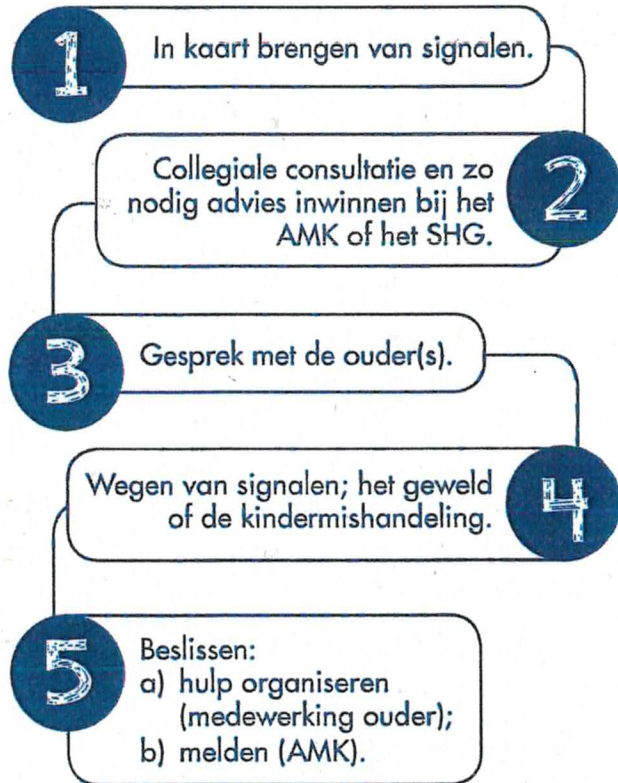 1
In kaart brengen van signalen.
2
Collegiale consultatie en zo
nodig advies inwinnen bij het
AMK of het SHG.
3
Gesprek met de ouder(s).
4
Wegen van signalen; het geweld
of de kindermishandeling.
5
Beslissen:
a) hulp organiseren
(medewerking ouder);
b) melden (AMK).